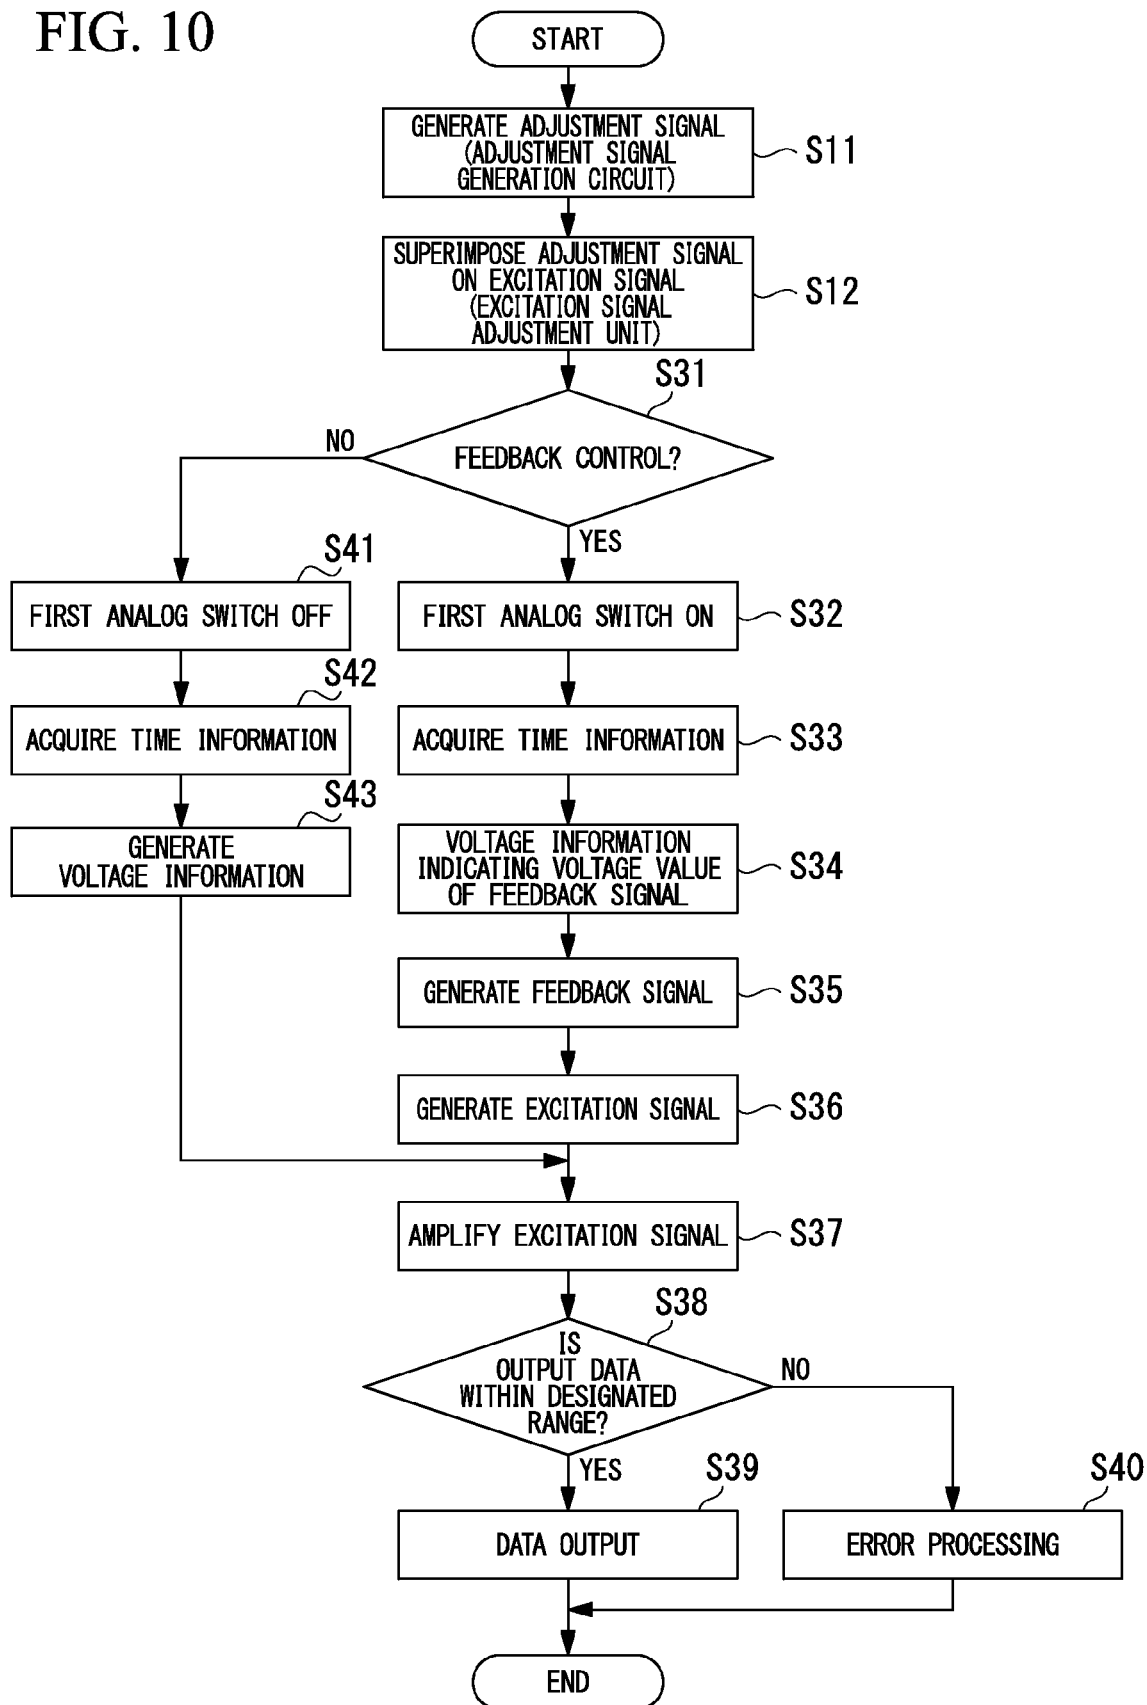 FIG. 10
START
GENERATE ADJUSTMENT SIGNAL
(ADJUSTMENT SIGNAL
GENERATION CIRCUIT)
S11
SUPERIMPOSE ADJUSTMENT SIGNAL
ON EXCITATION SIGNAL
(EXCITATION SIGNAL
ADJUSTMENT UNIT)
S12
S31
FEEDBACK CONTROL?
NO
YES
S41
FIRST ANALOG SWITCH OFF
FIRST ANALOG SWITCH ON
S32
S42
ACQUIRE TIME INFORMATION
ACQUIRE TIME INFORMATION
S33
S43
GENERATE
VOLTAGE INFORMATION
VOLTAGE INFORMATION
INDICATING VOLTAGE VALUE
OF FEEDBACK SIGNAL
S34
GENERATE FEEDBACK SIGNAL
S35
GENERATE EXCITATION SIGNAL
S36
AMPLIFY EXCITATION SIGNAL
S37
S38
IS
OUTPUT DATA
WITHIN DESIGNATED
RANGE?
NO
YES
S39
DATA OUTPUT
S40
ERROR PROCESSING
END